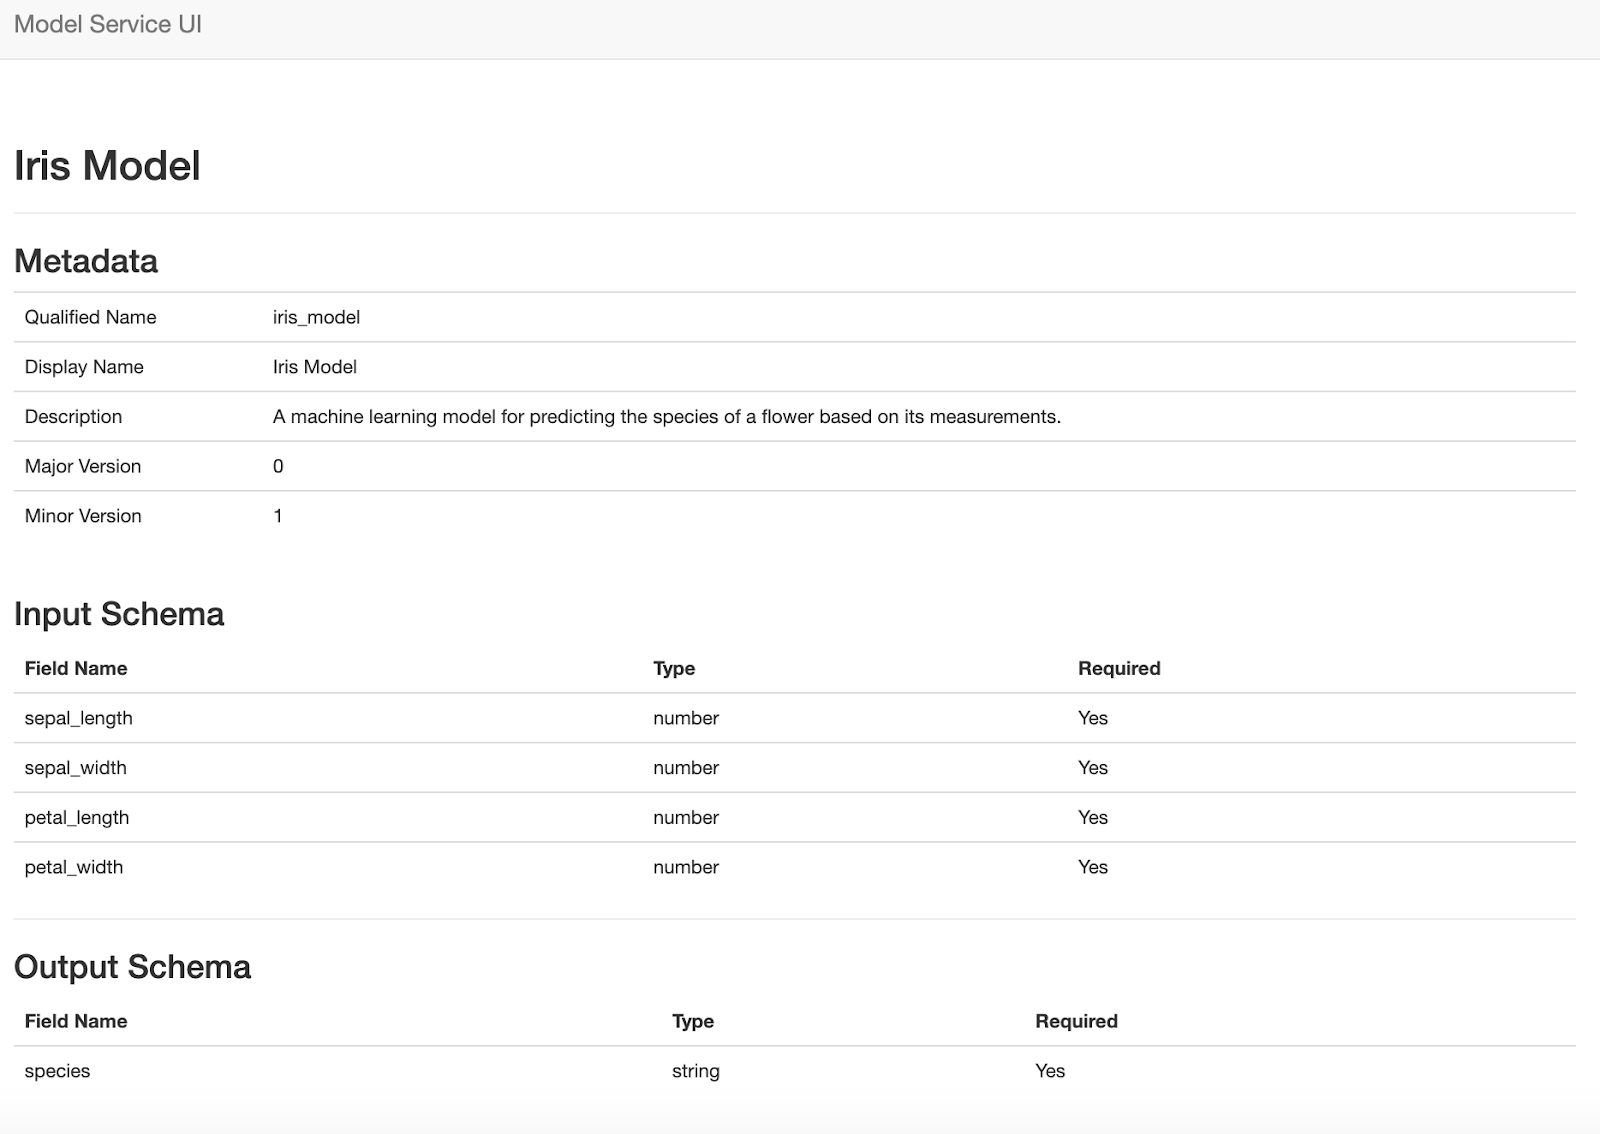 Model Service UI
Iris Model
Metadata
Qualified Name iris_model
Display Name Iris Model
Description A machine learning model for predicting the species of a flower based on its measurements.
Major Version 0
Minor Version 1
Input Schema
Field Name Type Required
sepal_length number Yes
sepal_width number Yes
petal_length number Yes
petal_width number Yes
Output Schema
Field Name Type Required
species string Yes